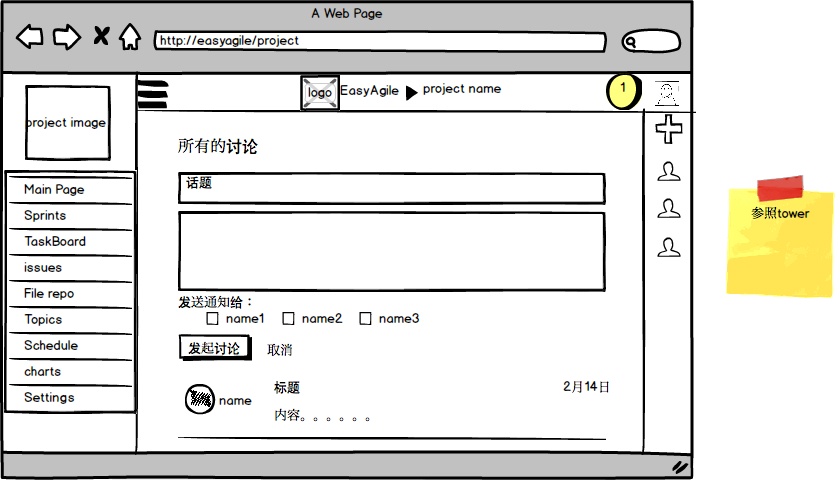 A Web Page
http://easyagile/project
logo
EasyAgile
project name
1
project image
Main Page
Sprints
TaskBoard
issues
File repo
Topics
Schedule
charts
Settings
所有的讨论
话题
发送通知给：
name1 name2 name3
发起讨论 取消
name
标题 2月14日
内容。。。。。。
参照tower